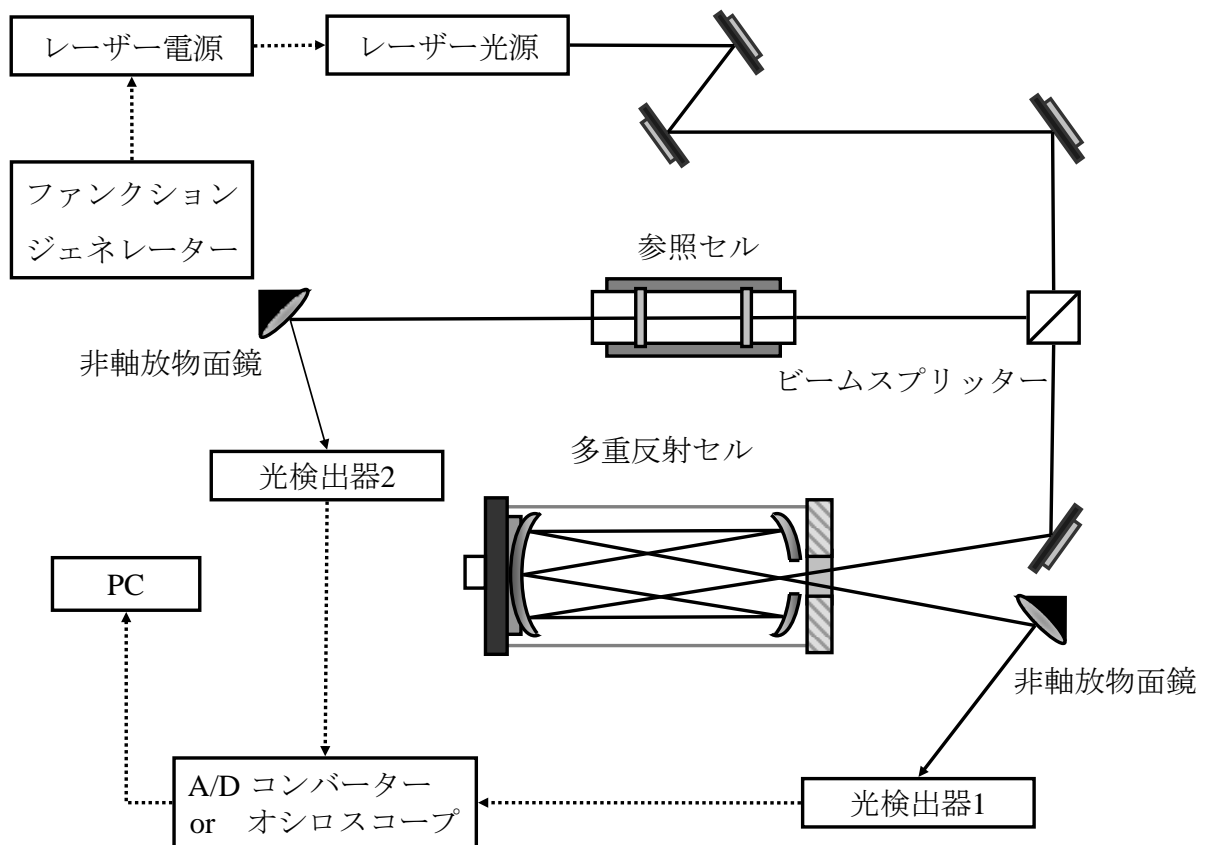 レーザー電源
レーザー光源
ファンクション
ジェネレーター
参照セル
非軸放物面鏡
ビームスプリッター
多重反射セル
光検出器2
PC
非軸放物面鏡
A/D コンバーター
or オシロスコープ
光検出器1